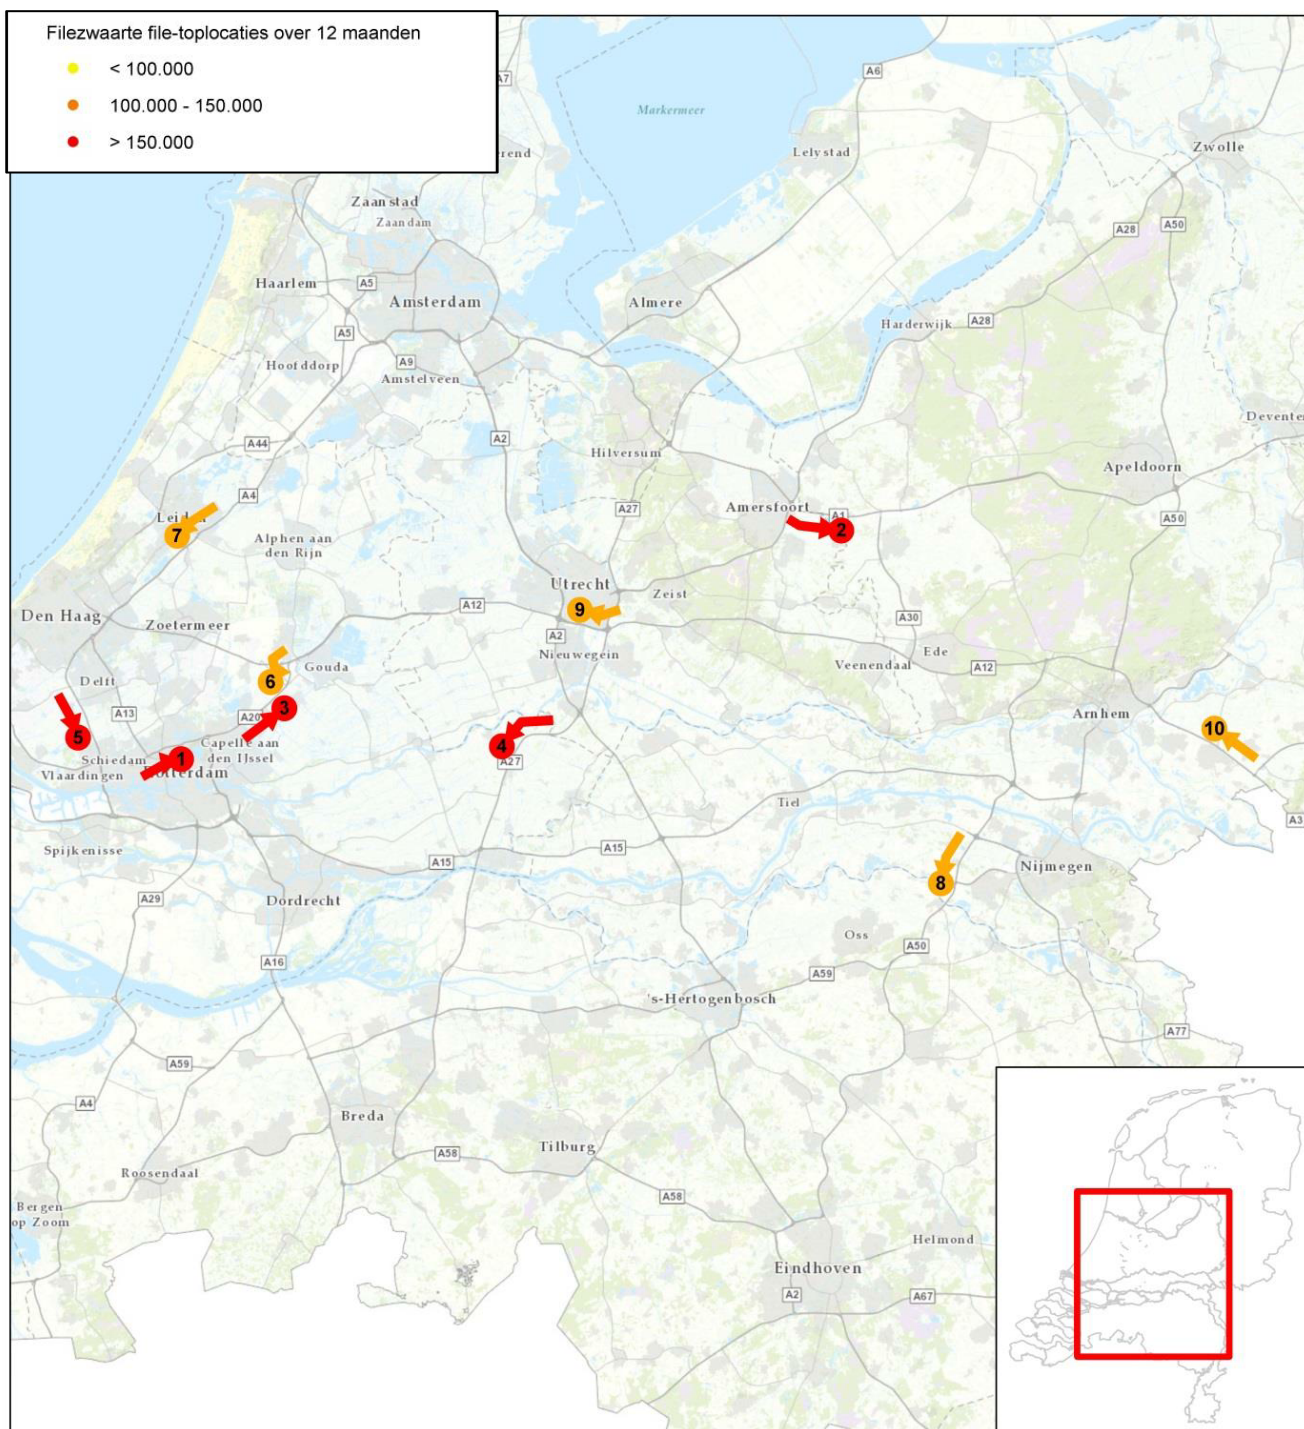 Filezwaarte file-toplocaties over 12 maanden
< 100.000
100.000 - 150.000
> 150.000
A7
A6
Markermeer
Lelystad
Zwolle
Zaanstad
Zaandam
A50
A28
Haarlem
A5
Amsterdam
Almere
A5
Harderwijk
A28
Hoofddorp
A9
Amstelveen
A44
A2
Hilversum
Deventer
Apeldoorn
A4
A27
Amersfoort
A1
A50
Leiden
7
2
Alphen aan
den Rijn
Utrecht
Zeist
Den Haag
Zoetermeer
A12
9
A2
A30
Nieuwegein
Ede
Veenendaal
A12
Gouda
Delft
6
A13
A20
3
Arnhem
10
5
Capelle aan
den IJssel
4
Schiedam
1
Vlaardingen
Rotterdam
A27
Tiel
A3
Spijkenisse
A15
A15
Nijmegen
8
A29
Dordrecht
Oss
A50
A16
A59
's-Hertogenbosch
A77
A59
A4
Breda
Tilburg
A58
Roosendaal
A58
Bergen
op Zoom
Helmond
Eindhoven
A2
A67